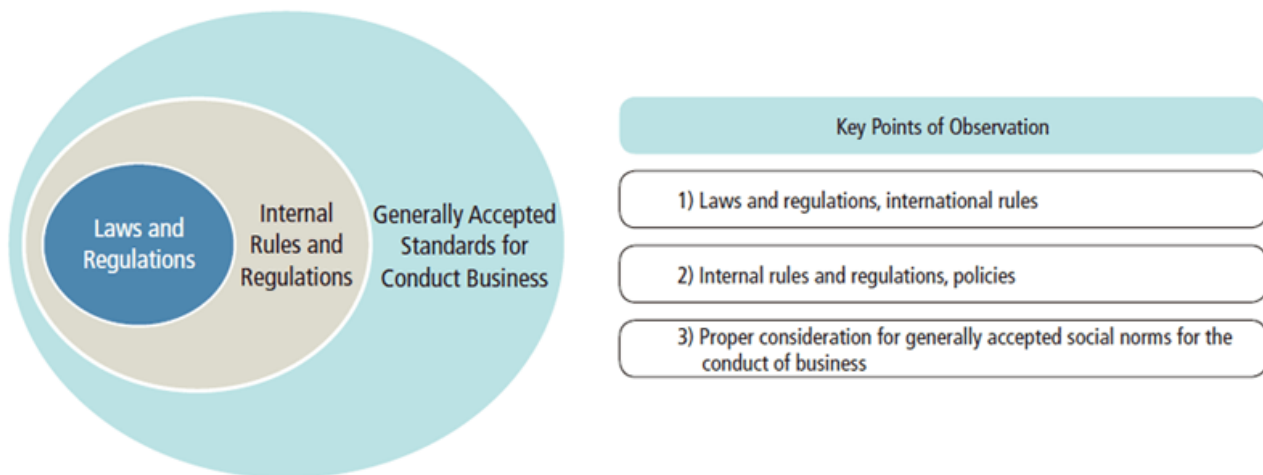 Laws and
Regulations
Internal
Rules and
Regulations
Generally Accepted
Standards for
Conduct Business
Key Points of Observation
1) Laws and regulations, international rules
2) Internal rules and regulations, policies
3) Proper consideration for generally accepted social norms for the
conduct of business